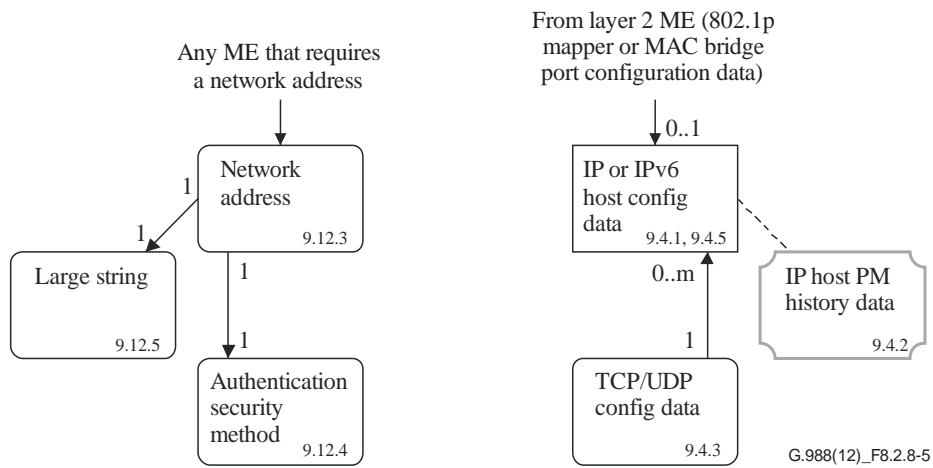 Any ME that requires
a network address
From layer 2 ME (802.1p
mapper or MAC bridge
port configuration data)
0..1
Network
address
9.12.3
1
1
Large string
9.12.5
1
1
Authentication
security
method
9.12.4
IP or IPv6
host config
data
9.4.1, 9.4.5
0..m
1
IP host PM
history data
9.4.2
TCP/UDP
config data
9.4.3
G.988(12)_F8.2.8-5